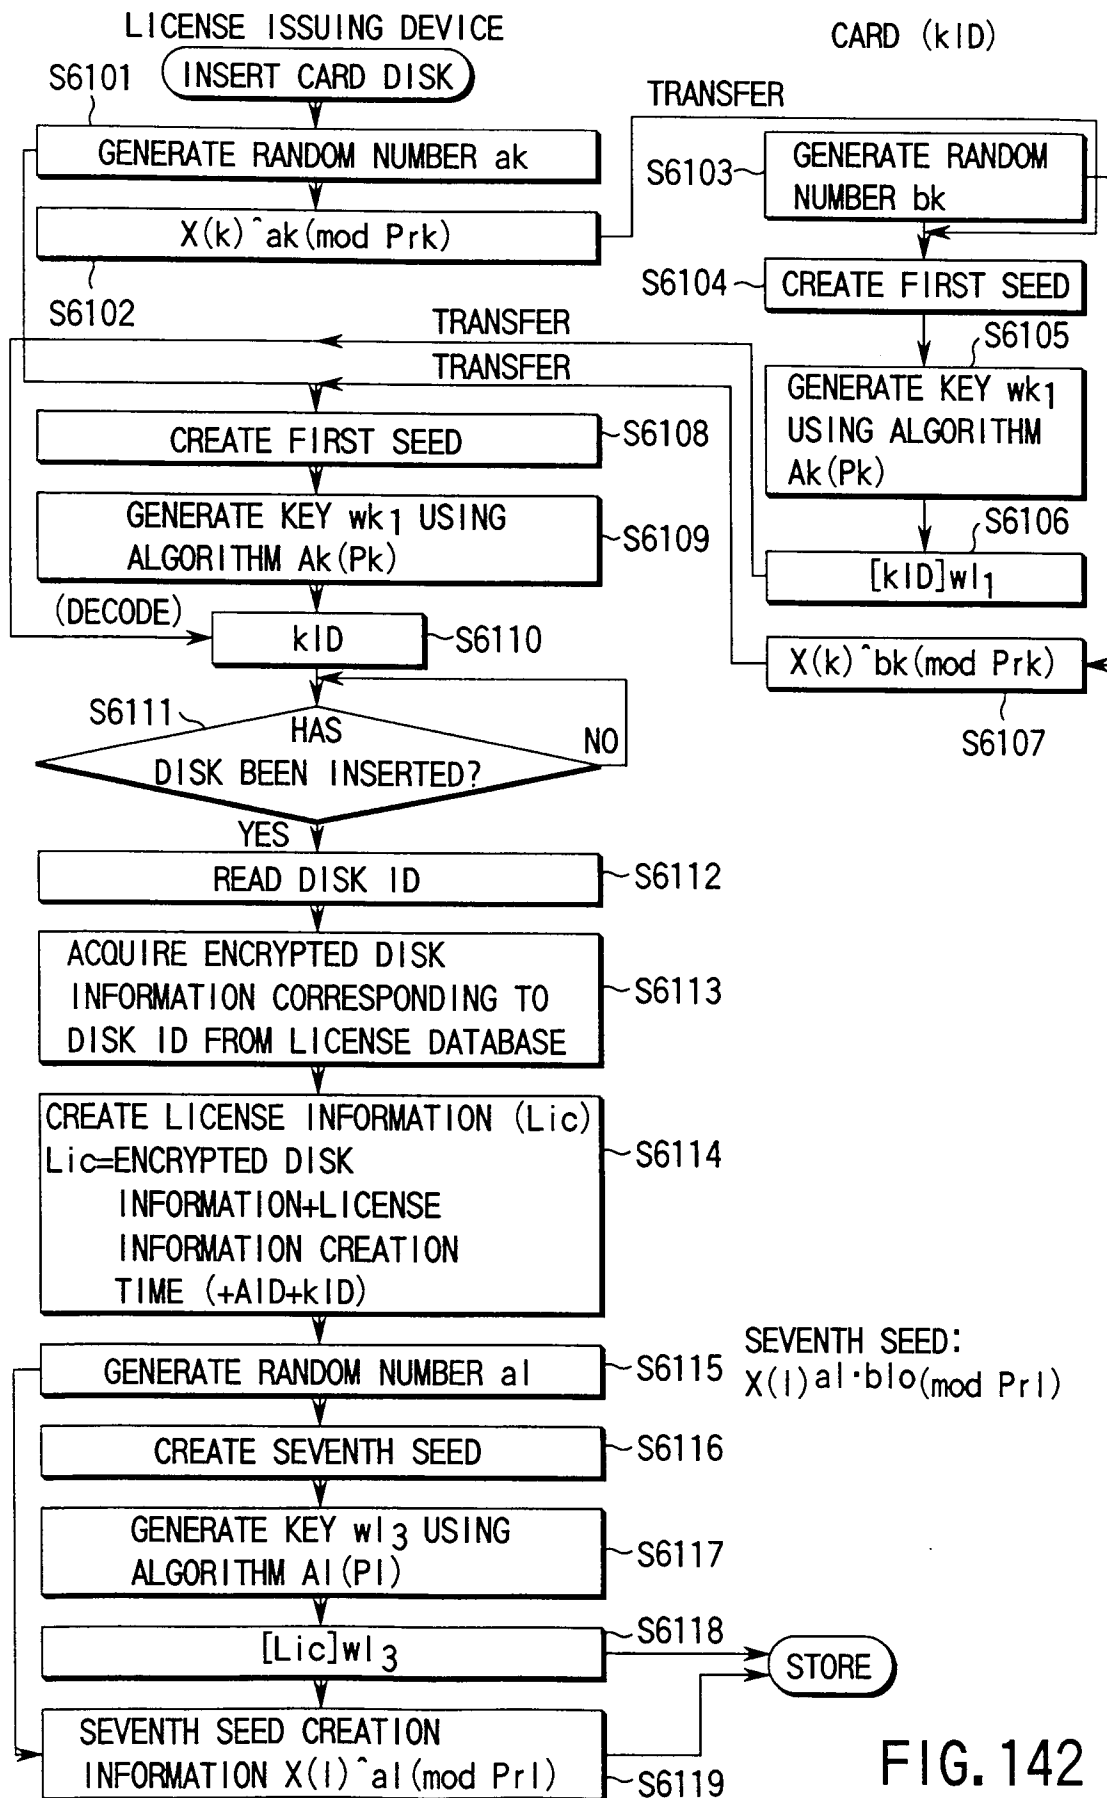 LICENSE ISSUING DEVICE
CARD (kID)
INSERT CARD DISK
S6101
GENERATE RANDOM NUMBER ak
TRANSFER
S6103
GENERATE RANDOM
NUMBER bk
X(k)^ak(mod Prk)
S6102
S6104
CREATE FIRST SEED
TRANSFER
TRANSFER
S6105
GENERATE KEY wk1
USING ALGORITHM
Ak(Pk)
CREATE FIRST SEED
S6108
GENERATE KEY wk1 USING
ALGORITHM Ak(Pk)
S6109
S6106
[kID]wl1
(DECODE)
kID
S6110
X(k)^bk(mod Prk)
S6107
S6111
HAS
DISK BEEN INSERTED?
NO
YES
READ DISK ID
S6112
ACQUIRE ENCRYPTED DISK
INFORMATION CORRESPONDING TO
DISK ID FROM LICENSE DATABASE
S6113
CREATE LICENSE INFORMATION (Lic)
Lic=ENCRYPTED DISK
INFORMATION+LICENSE
INFORMATION CREATION
TIME (+AID+kID)
S6114
GENERATE RANDOM NUMBER al
S6115
SEVENTH SEED:
X(l)al·blo(mod Prl)
CREATE SEVENTH SEED
S6116
GENERATE KEY wl3 USING
ALGORITHM Al(Pl)
S6117
[Lic]wl3
S6118
STORE
SEVENTH SEED CREATION
INFORMATION X(l)^al(mod Prl)
S6119
FIG. 142